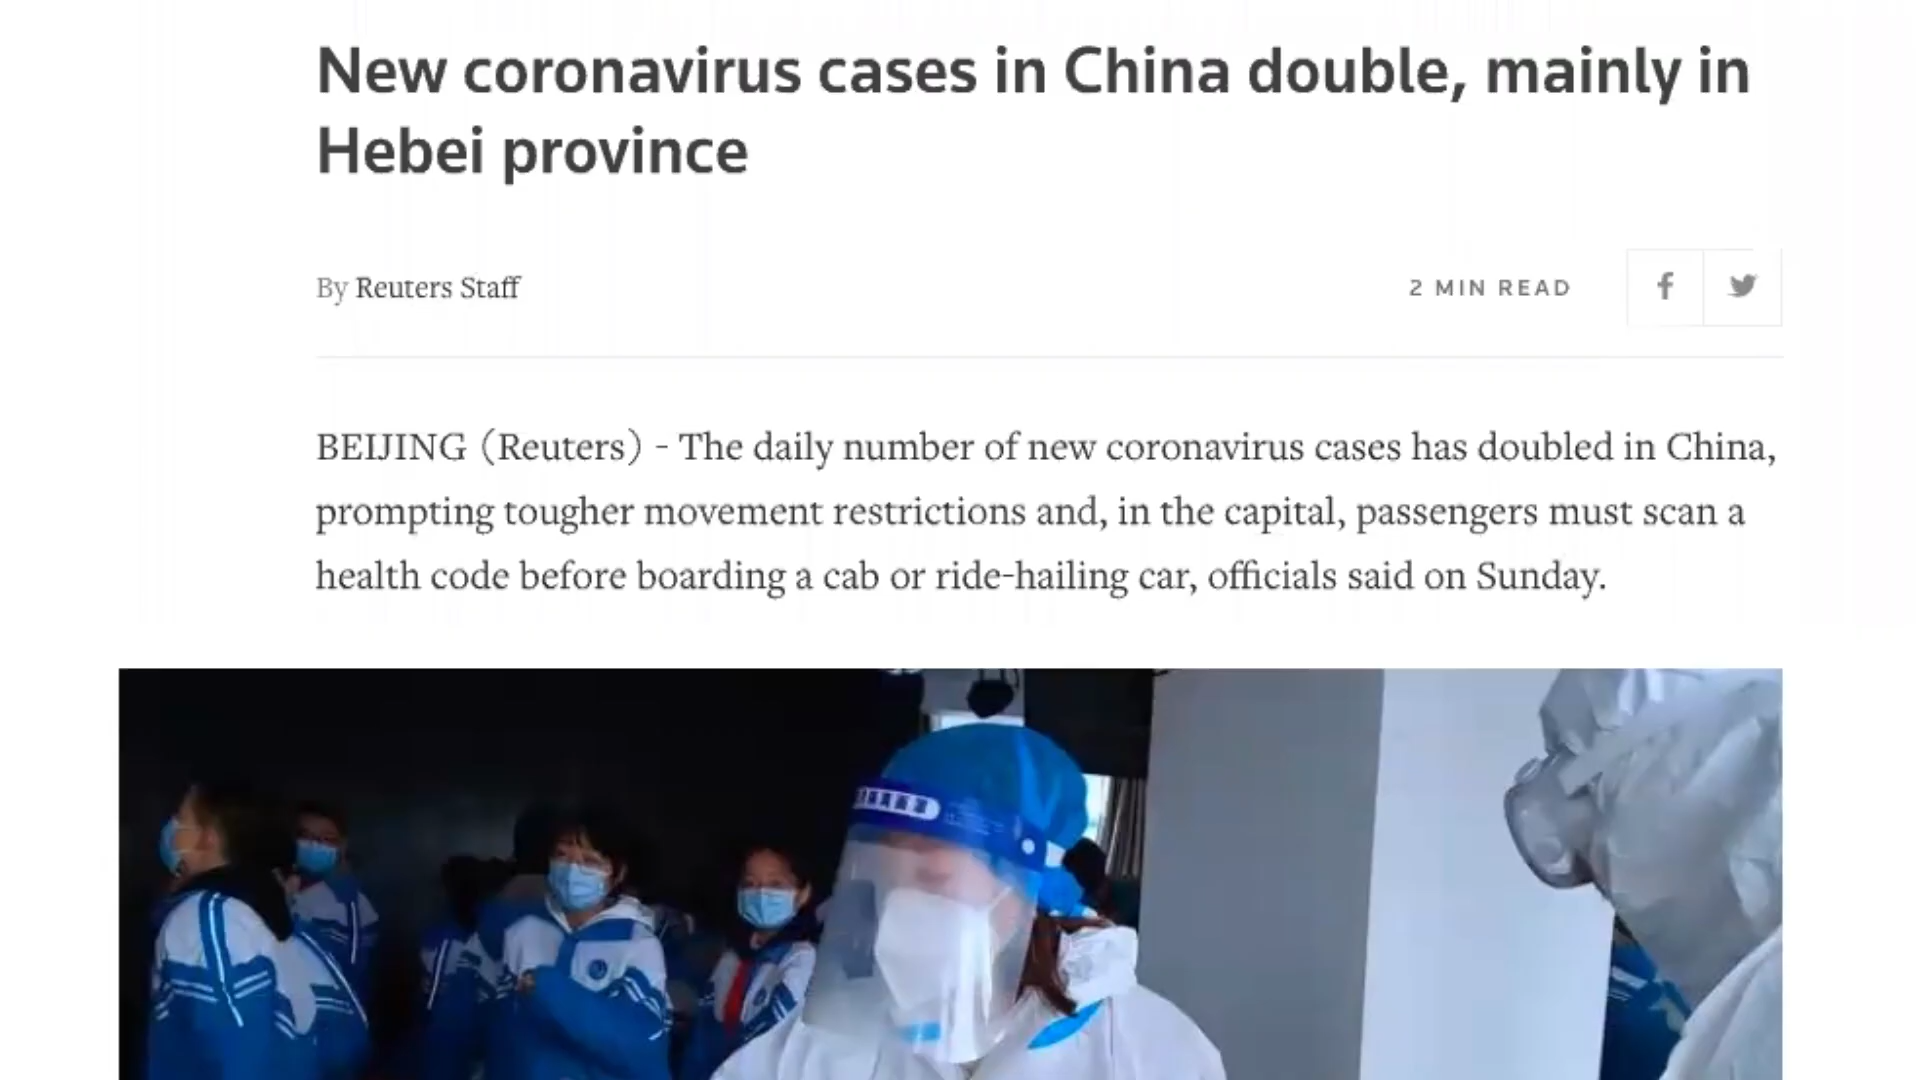 New coronavirus cases in China double, mainly in
Hebei province
By Reuters Staff
2 MIN READ
BEIJING (Reuters) - The daily number of new coronavirus cases has doubled in China,
prompting tougher movement restrictions and, in the capital, passengers must scan a
health code before boarding a cab or ride-hailing car, officials said on Sunday.